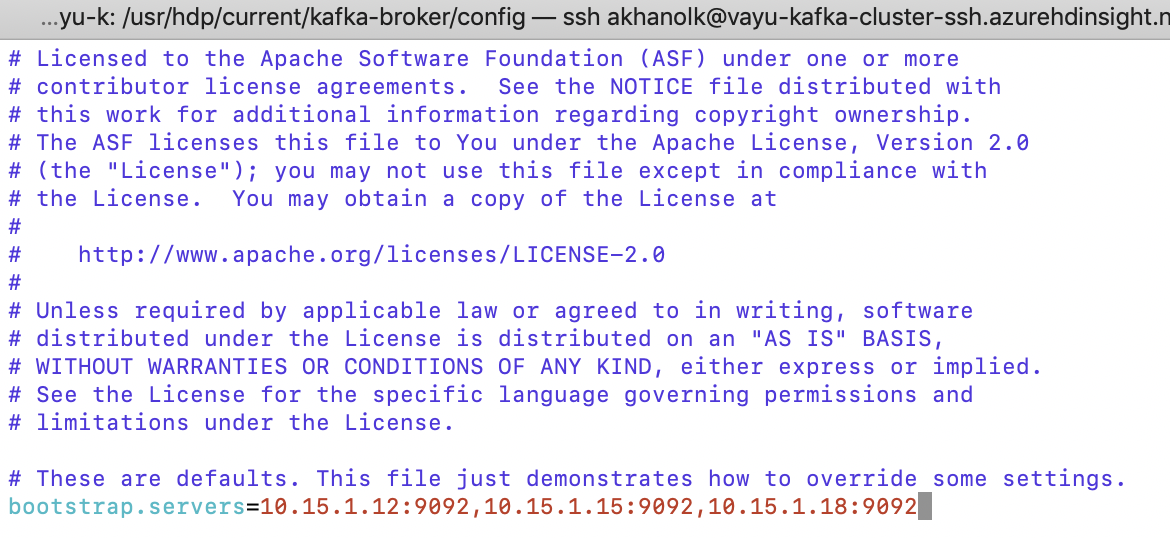 ...yu-k: /usr/hdp/current/kafka-broker/config — ssh akhanolk@vayu-kafka-cluster-ssh.azurehdinsight.n
# Licensed to the Apache Software Foundation (ASF) under one or more
# contributor license agreements.  See the NOTICE file distributed with
# this work for additional information regarding copyright ownership.
# The ASF licenses this file to You under the Apache License, Version 2.0
# (the "License"); you may not use this file except in compliance with
# the License.  You may obtain a copy of the License at
#
#    http://www.apache.org/licenses/LICENSE-2.0
#
# Unless required by applicable law or agreed to in writing, software
# distributed under the License is distributed on an "AS IS" BASIS,
# WITHOUT WARRANTIES OR CONDITIONS OF ANY KIND, either express or implied.
# See the License for the specific language governing permissions and
# limitations under the License.

# These are defaults. This file just demonstrates how to override some settings.
bootstrap.servers=10.15.1.12:9092,10.15.1.15:9092,10.15.1.18:9092